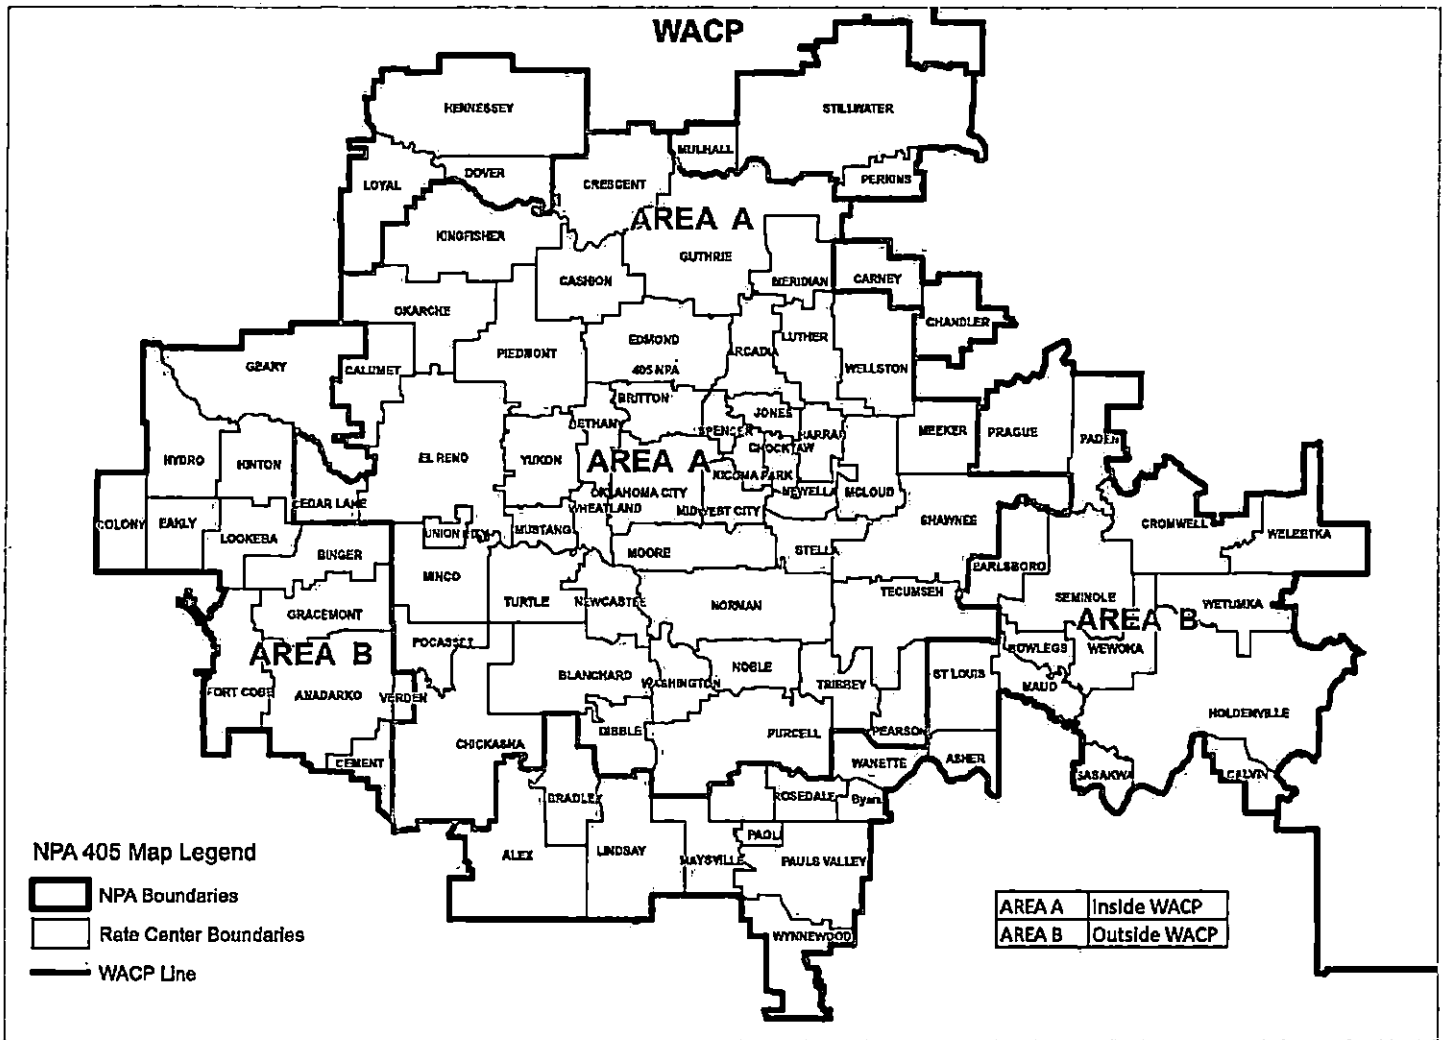 WACP
HENNESSEY
STILLWATER
MULHALL
DOVER
LOYAL
CRESCENT
PERKINS
AREA A
KINGFISHER
GUTHRIE
CASHION
MERIDIAN
CARNEY
OKARCHE
CHANDLER
EDMOND
LUTHER
PIEDMONT
ARCADIA
GEARY
CALUMET
405 NPA
WELLSTON
BRITTON
JONES
BETHANY
SPENCER
HARRAH
MEEKER
PRAGUE
PADEN
CHOCKTAW
HYDRO
HINTON
EL RENO
YUKON
AREA A
NICOMA PARK
OKLAHOMA CITY
NEWELLA
MCLOUD
CEDAR LAKE
WHEATLAND
MIDWEST CITY
COLONY
EAKLY
SHAWNEE
CROMWELL
WELEETKA
UNION
MUSTANG
LOOKEBA
BINGER
MOORE
STELLA
EARLSBORO
MINCO
TURTLE
NEWCASTLE
NORMAN
TECUMSEH
SEMINOLE
WETUMKA
GRACEMONT
AREA B
POCASSET
BOWLEGS
WEWOKA
AREA B
BLANCHARD
WASHINGTON
NOBLE
TRIBBEY
ST LOUIS
MAUD
FORT COBB
ANADARKO
VERDEN
HOLDENVILLE
DIBBLE
PURCELL
PEARSON
CHICKASHA
CEMENT
WANETTE
ASHER
SASAKWA
CALVIN
BRADLEY
ROSEDALE
Byars
PAOLI
ALEX
LINDSAY
MAYSVILLE
PAULS VALLEY
WYNNEWOOD
NPA 405 Map Legend
NPA Boundaries
Rate Center Boundaries
WACP Line
AREA A Inside WACP
AREA B Outside WACP